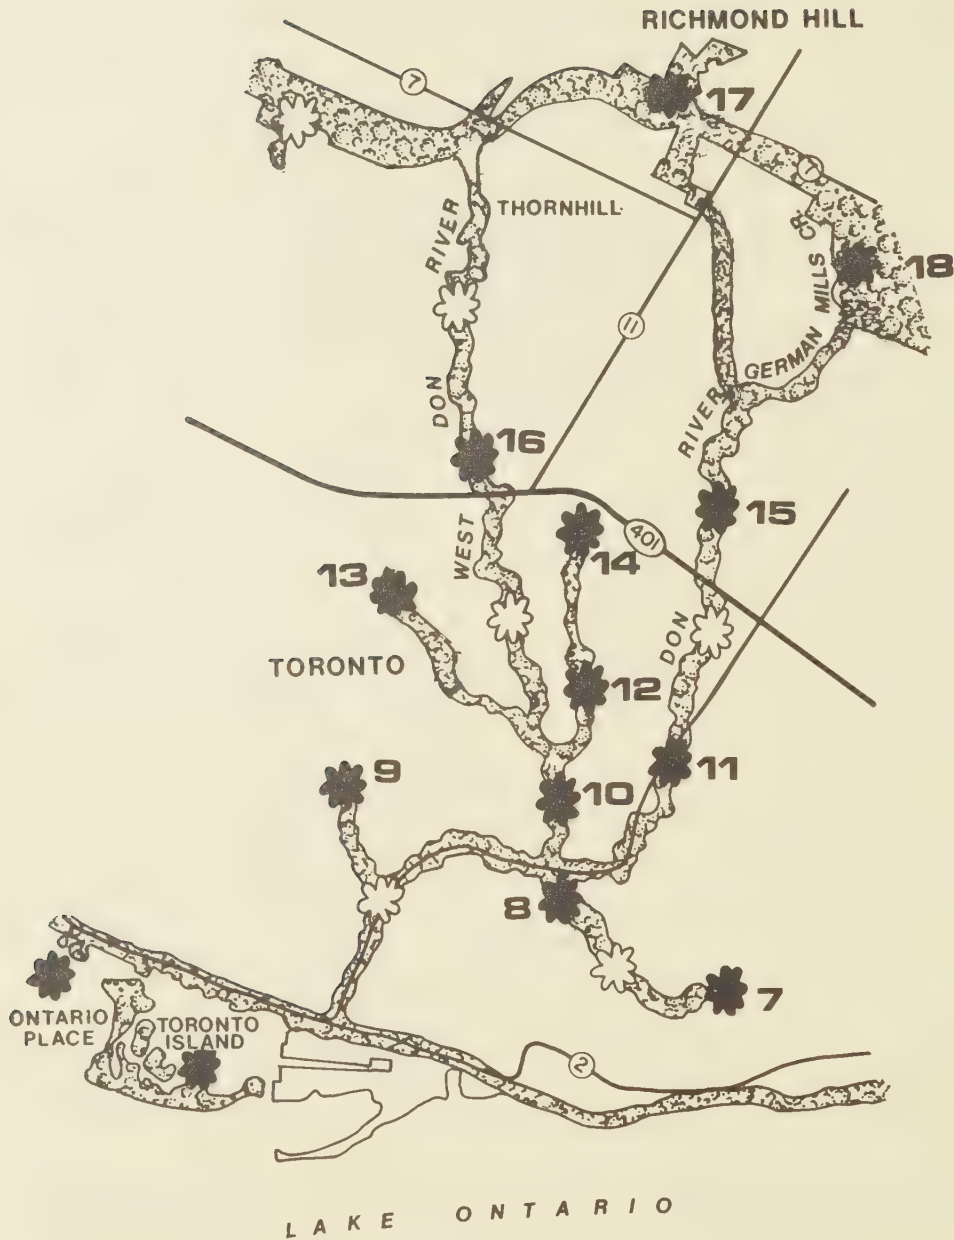 RICHMOND HILL
7
17
7
THORNHILL
RIVER
GERMAN MILLS CR.
18
11
DON
RIVER
16
15
401
WEST
14
13
DON
TORONTO
12
11
9
10
8
7
ONTARIO
PLACE
TORONTO
ISLAND
2
LAKE ONTARIO